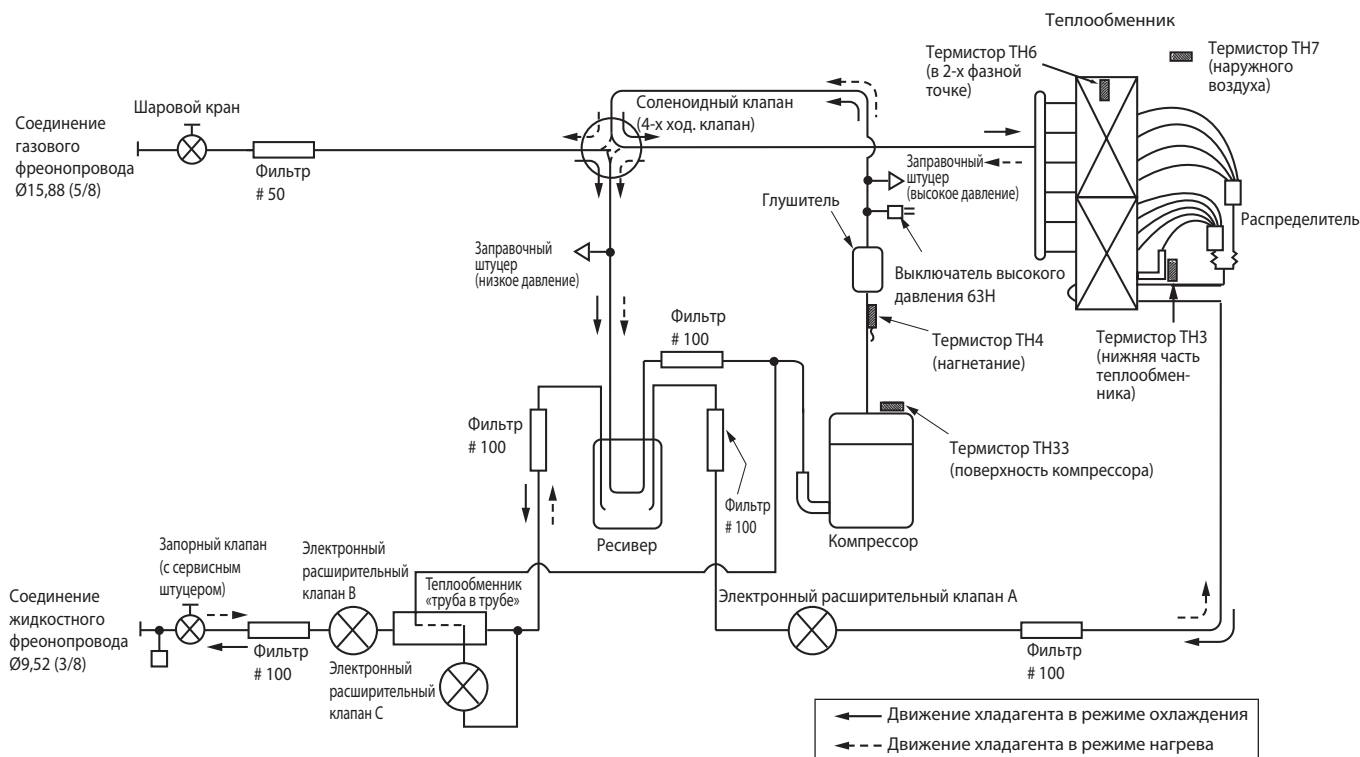 Теплообменник
Термистор TH6
(в 2-х фазной
точке)
Термистор TH7
(наружного
воздуха)
Шаровой кран
Соединение
газового
фреонопровода
Ø15,88 (5/8)
Фильтр
# 50
Соленоидный клапан
(4-х ход. клапан)
Заправочный
штуцер
(высокое давление)
Глушитель
Распределитель
Заправочный
штуцер
(низкое давление)
Выключатель высокого
давления 63H
Фильтр
# 100
Термистор TH4
(нагнетание)
Термистор TH3
(нижняя часть
теплообмен-
ника)
Фильтр
# 100
Термистор TH33
(поверхность компрессора)
Фильтр
# 100
Ресивер
Компрессор
Запорный клапан
(с сервисным
штуцером)
Электронный
расширительный
клапан B
Теплообменник
«труба в трубе»
Электронный расширительный клапан A
Соединение
жидкостного
фреонопровода
Ø9,52 (3/8)
Фильтр
# 100
Электронный
расширительный
клапан C
Фильтр
# 100
Движение хладагента в режиме охлаждения
Движение хладагента в режиме нагрева